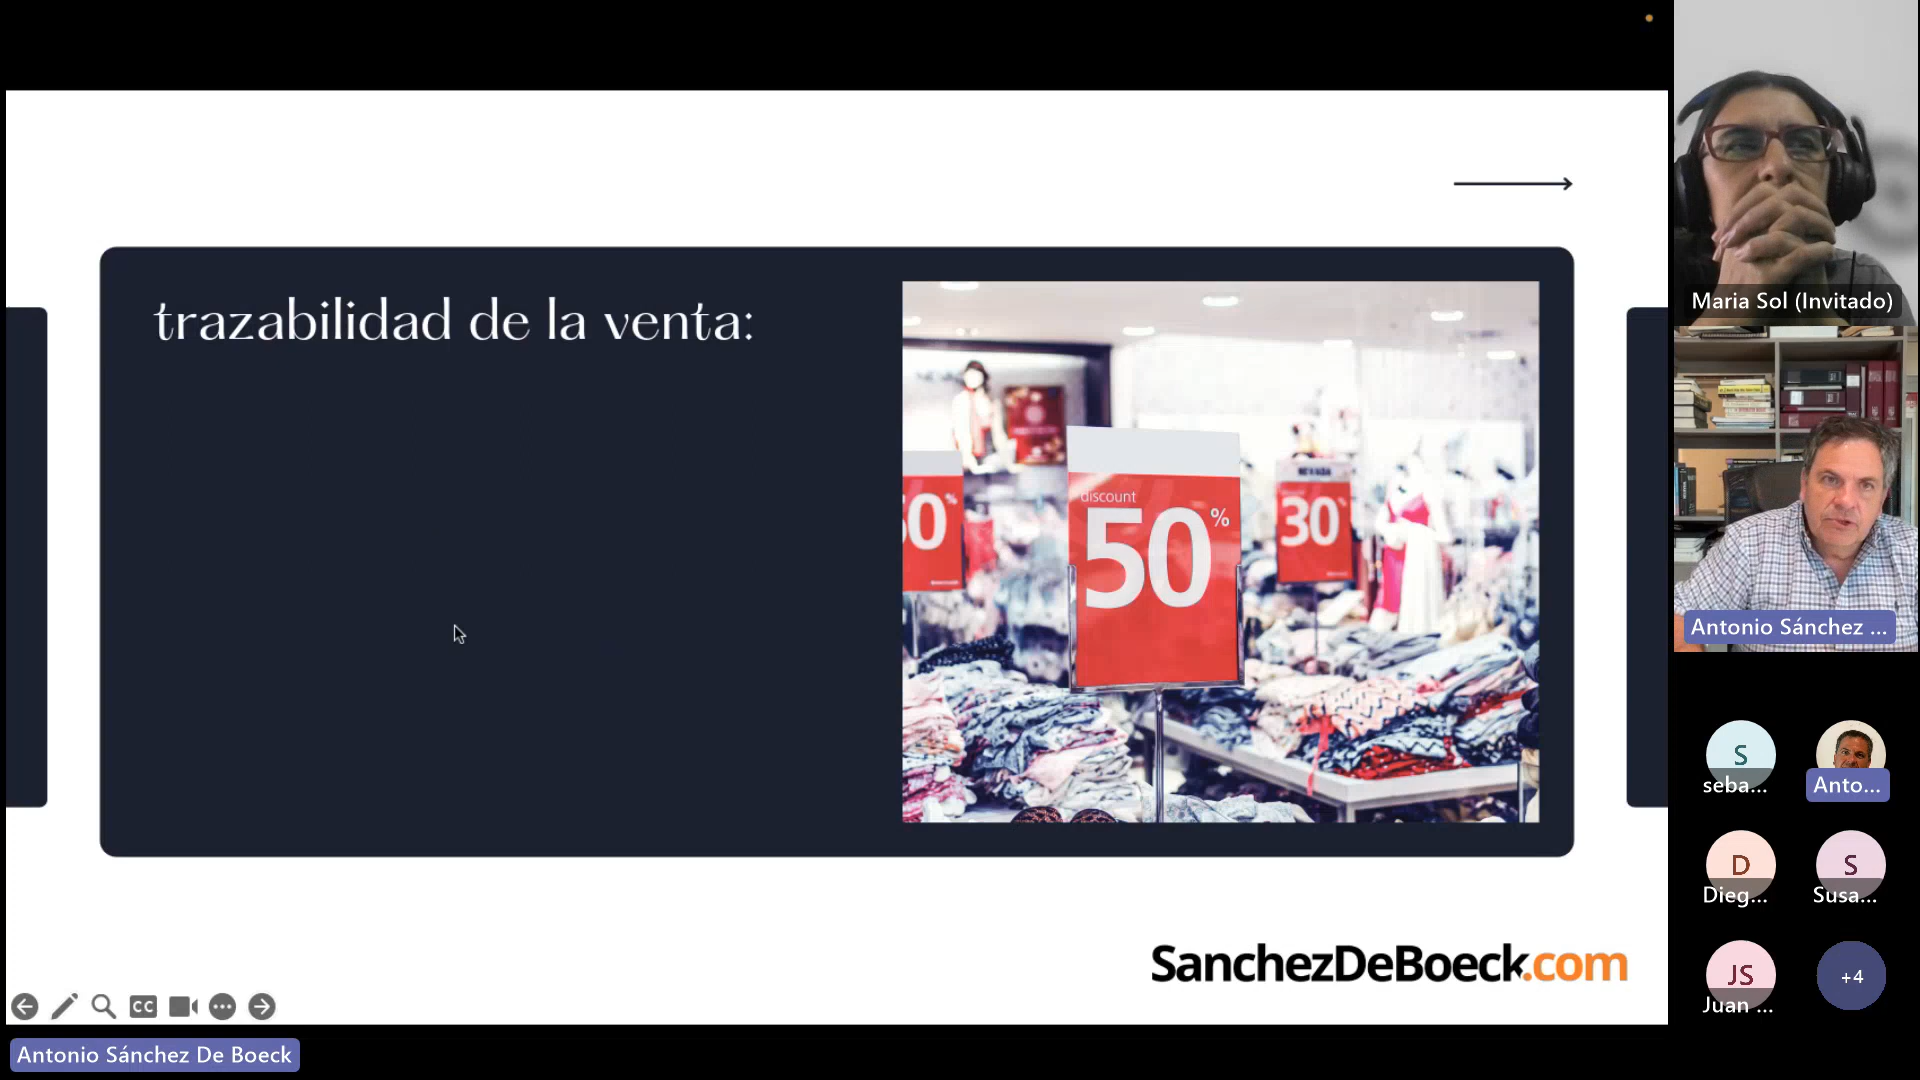 trazabilidad de la venta:
discount
50%
30%
SanchezDeBoeck.com
CC
Antonio Sánchez De Boeck
Maria Sol (Invitado)
Antonio Sánchez ...
S
seba...
Anto...
D
Dieg...
S
Susa...
JS
Juan ...
+4